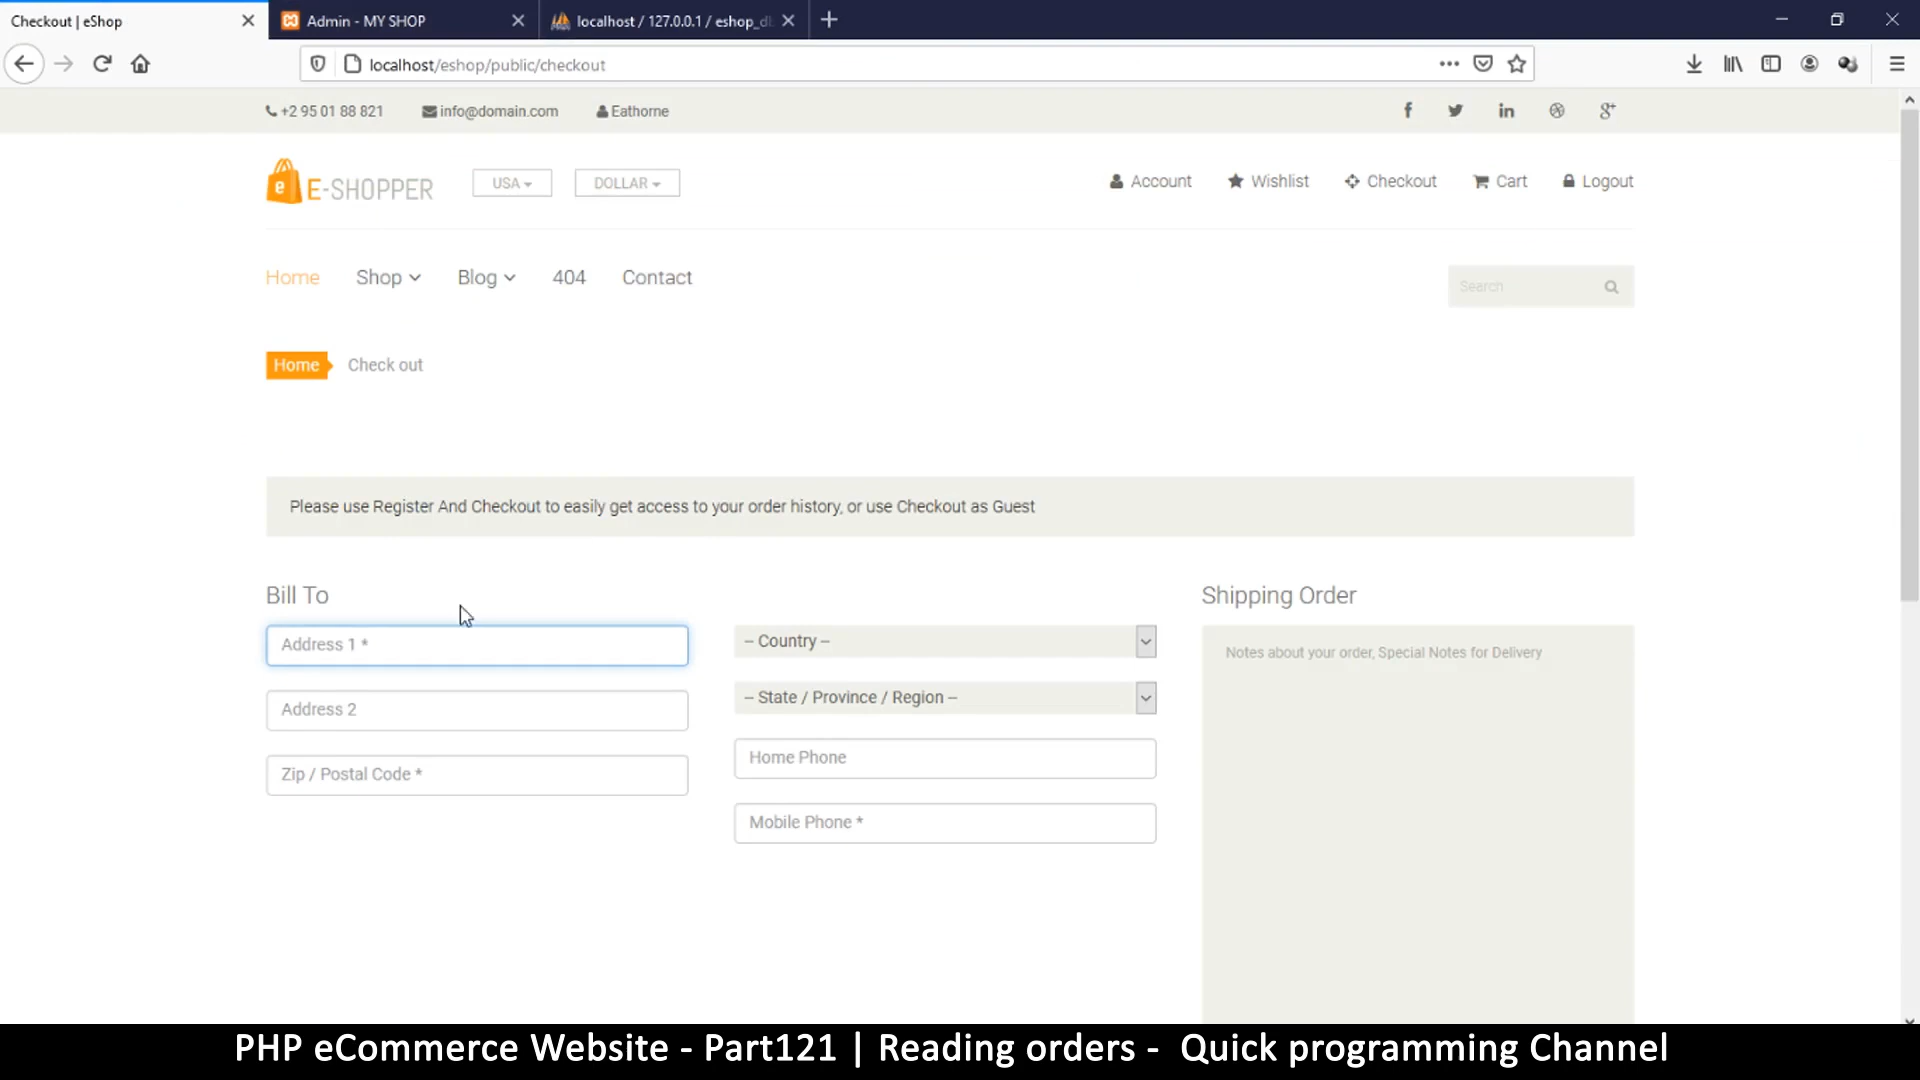 Checkout | eShop
Admin - MY SHOP
localhost / 127.0.0.1 / eshop_d
localhost/eshop/public/checkout
+2 95 01 88 821
info@domain.com
Eathorne
E-SHOPPER
USA
DOLLAR
Account
Wishlist
Checkout
Cart
Logout
Home
Shop
Blog
404
Contact
Search
Home
Check out
Please use Register And Checkout to easily get access to your order history, or use Checkout as Guest
Bill To
Shipping Order
Address 1 *
-- Country --
Notes about your order, Special Notes for Delivery
Address 2
-- State / Province / Region --
Home Phone
Zip / Postal Code *
Mobile Phone *
PHP eCommerce Website - Part121 | Reading orders -  Quick programming Channel